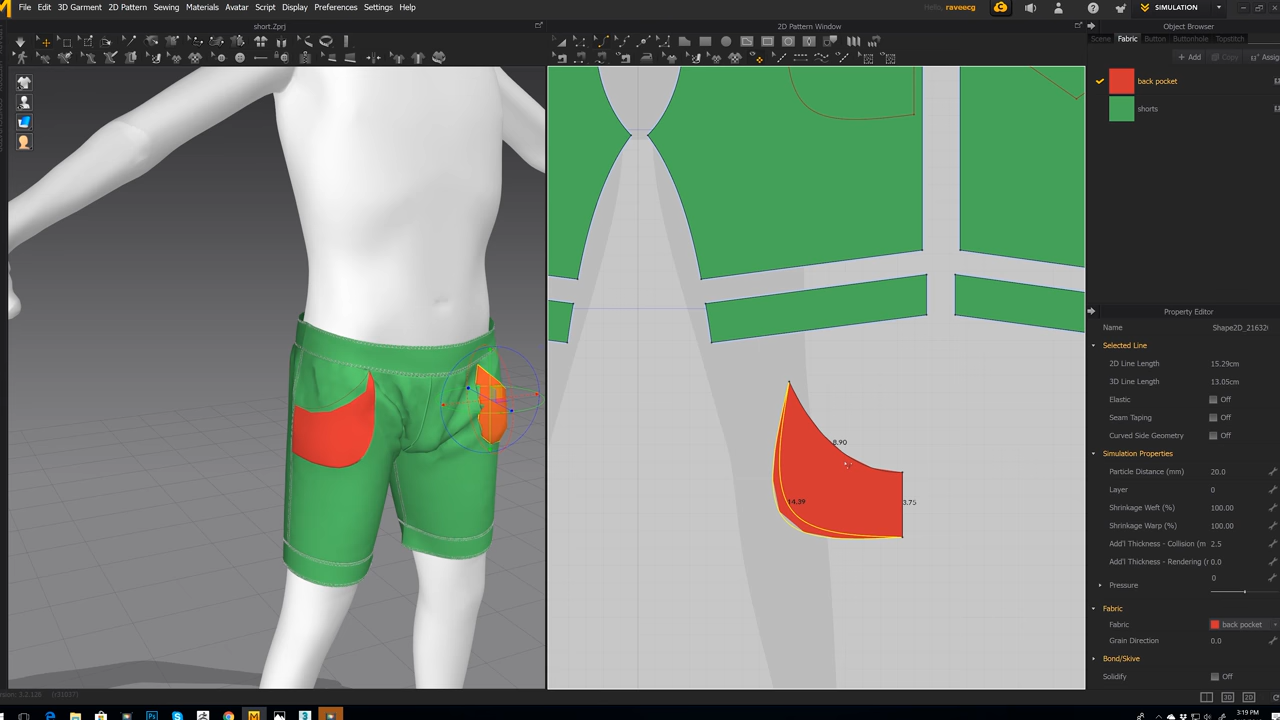 File Edit 3D Garment 2D Pattern Sewing Materials Avatar Script Display Preferences Settings Help
Hello, raveecg
SIMULATION
short.Zprj
2D Pattern Window
Object Browser
Scene Fabric Button Buttonhole Topstitch
+ Add Copy Assig
back pocket
shorts
8.90
14.39
3.75
Property Editor
Name Shape2D_21632
Selected Line
2D Line Length 15.29cm
3D Line Length 13.05cm
Elastic Off
Seam Taping Off
Curved Side Geometry Off
Simulation Properties
Particle Distance (mm) 20.0
Layer 0
Shrinkage Weft (%) 100.00
Shrinkage Warp (%) 100.00
Add'l Thickness - Collision (m 2.5
Add'l Thickness - Rendering (r 0.0
Pressure 0
Fabric
Fabric back pocket
Grain Direction 0.0
Bond/Skive
Solidify Off
3D 2D
3:19 PM